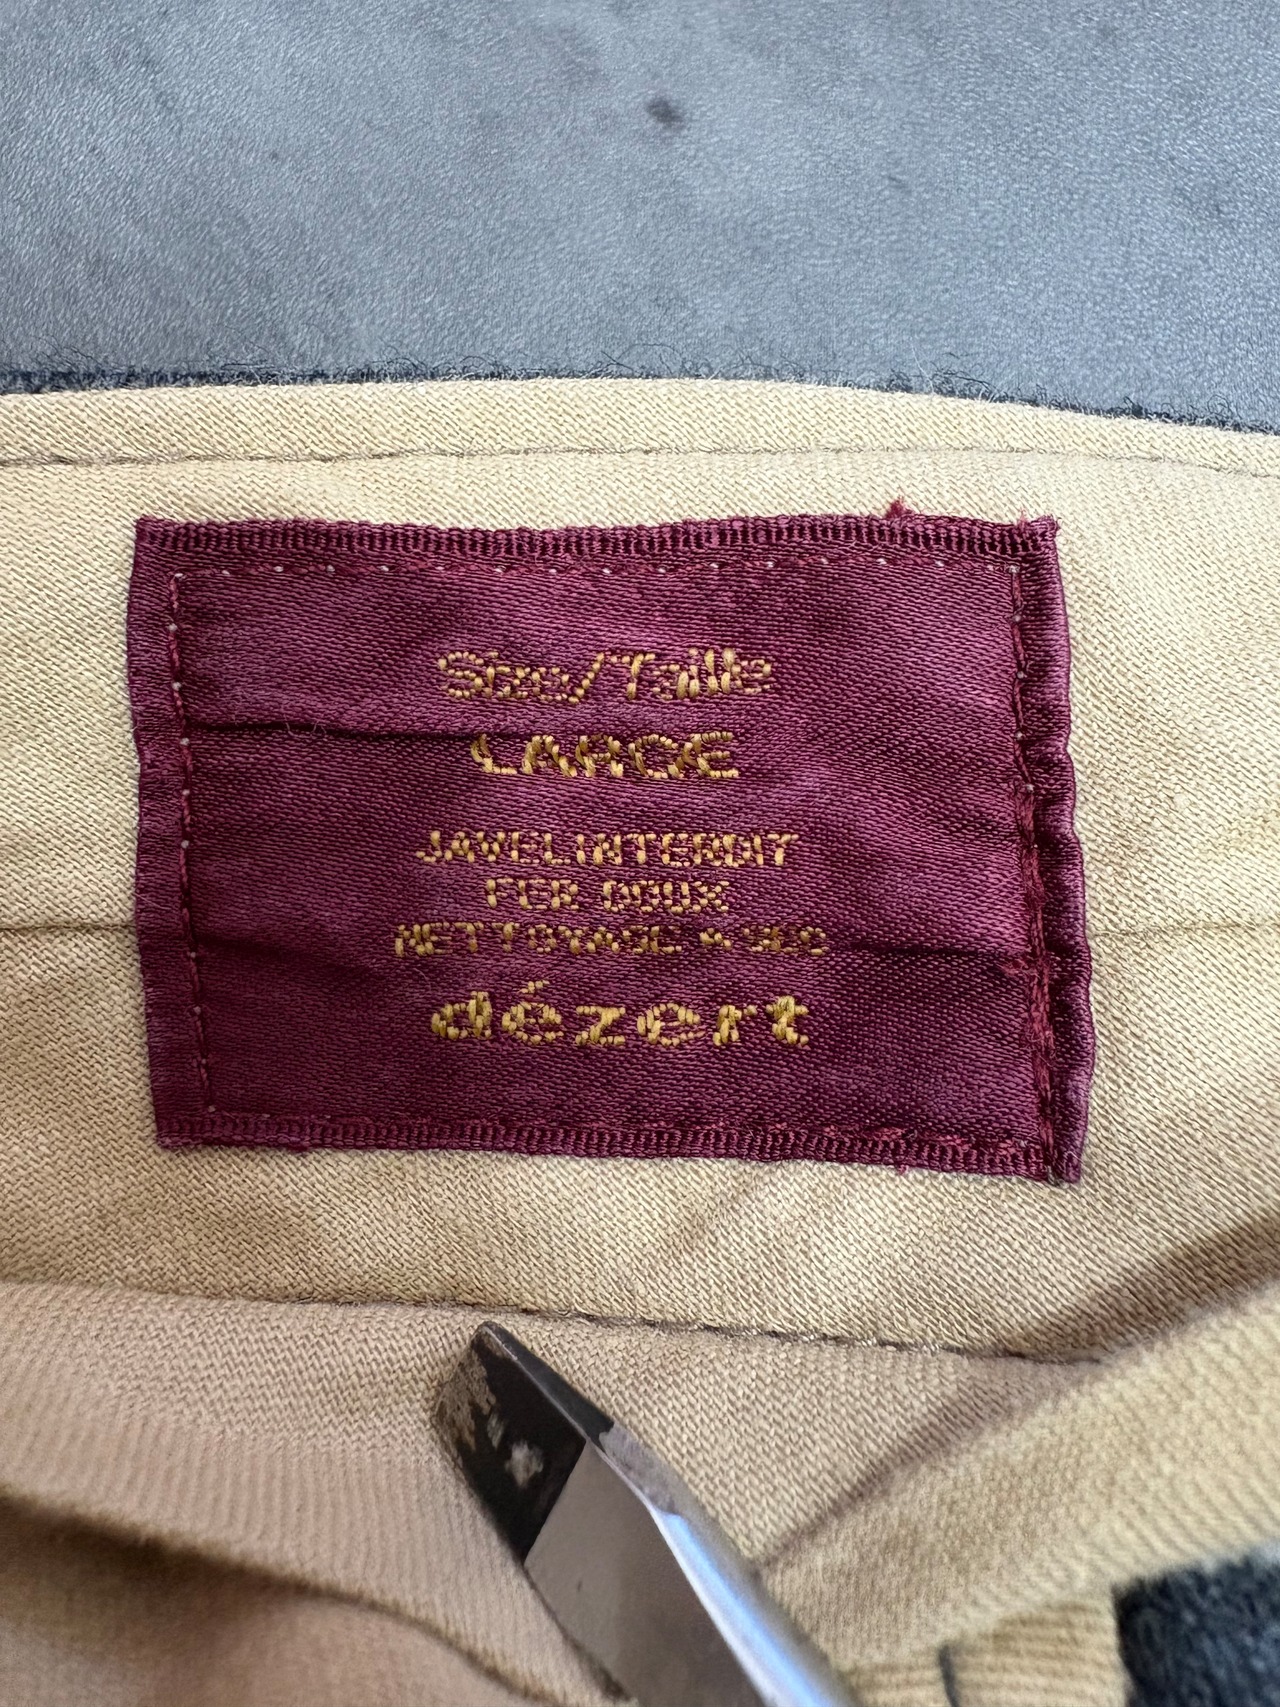 Size/Taille
LARGE
JAVEL INTERDIT
FER DOUX
NETTOYAGE A SEC
dézert